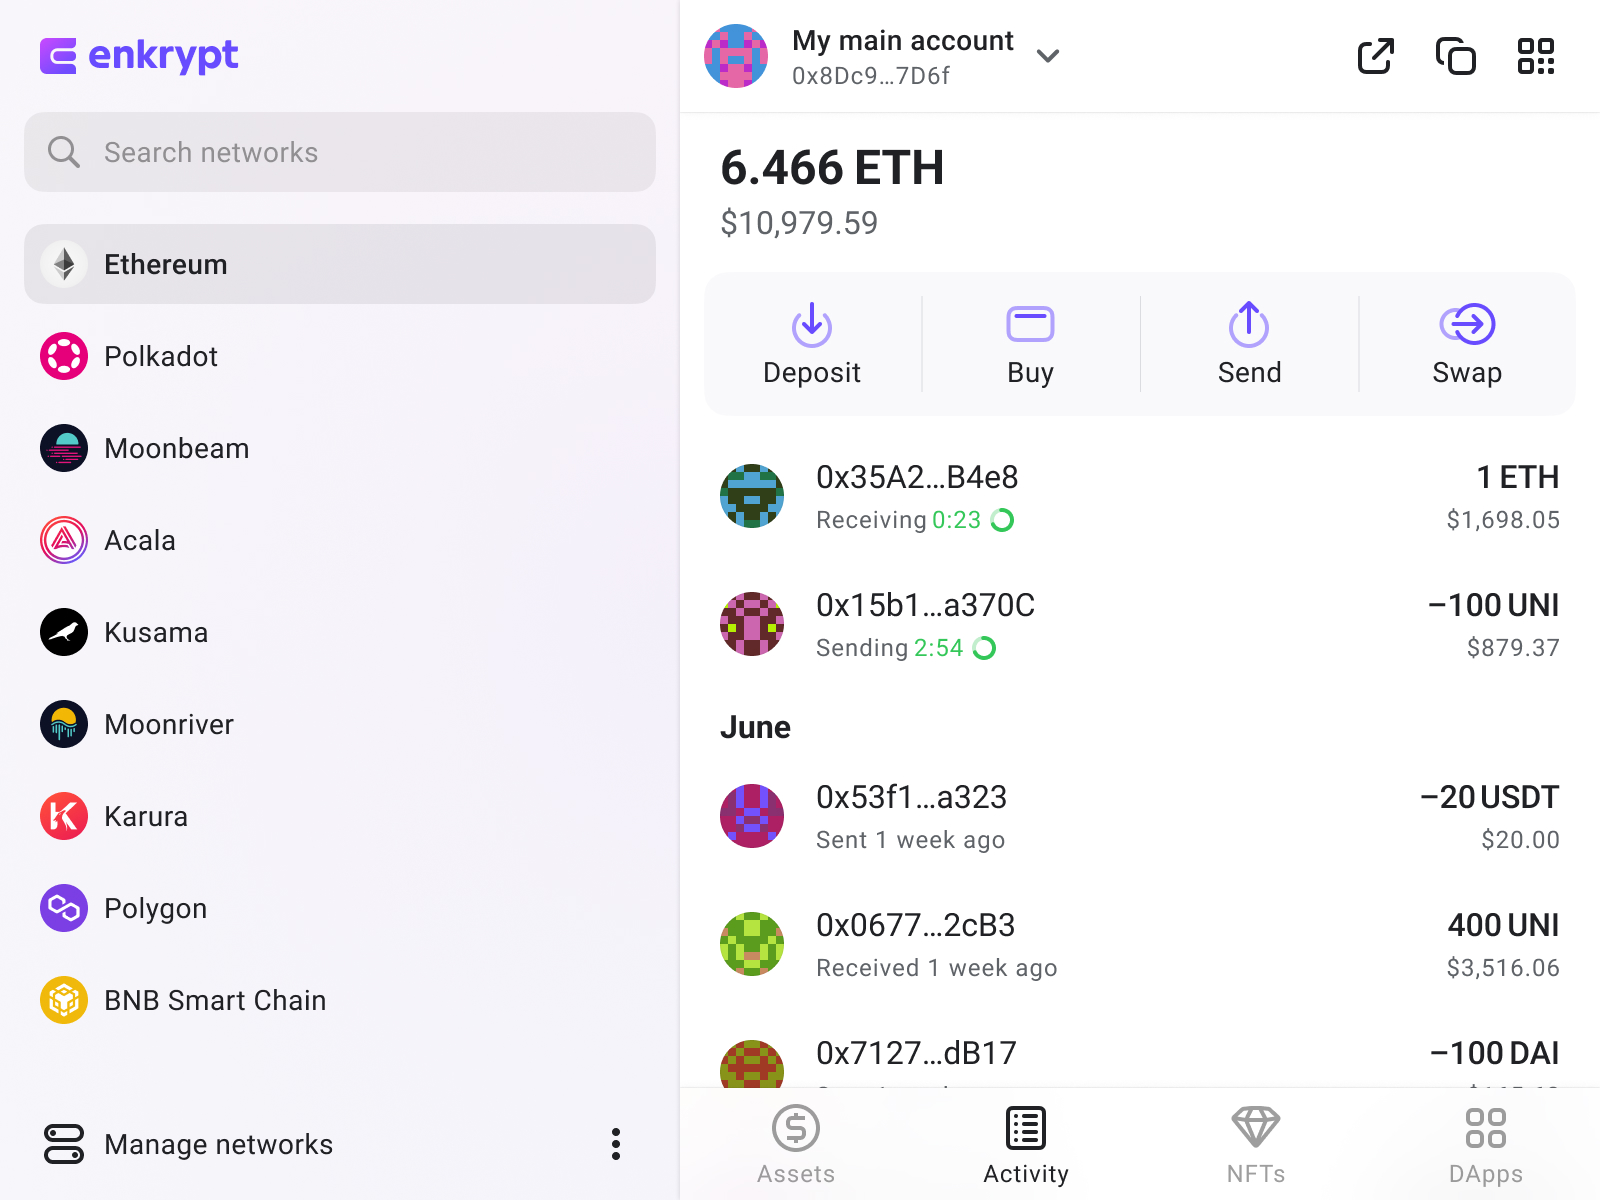 enkrypt
Search networks
Ethereum
Polkadot
Moonbeam
Acala
Kusama
Moonriver
Karura
Polygon
BNB Smart Chain
Manage networks
My main account
0x8Dc9…7D6f
6.466 ETH
$10,979.59
Deposit
Buy
Send
Swap
0x35A2…B4e8
1 ETH
Receiving 0:23
$1,698.05
0x15b1…a370C
−100 UNI
Sending 2:54
$879.37
June
0x53f1…a323
−20 USDT
Sent 1 week ago
$20.00
0x0677…2cB3
400 UNI
Received 1 week ago
$3,516.06
0x7127…dB17
−100 DAI
Assets
Activity
NFTs
DApps